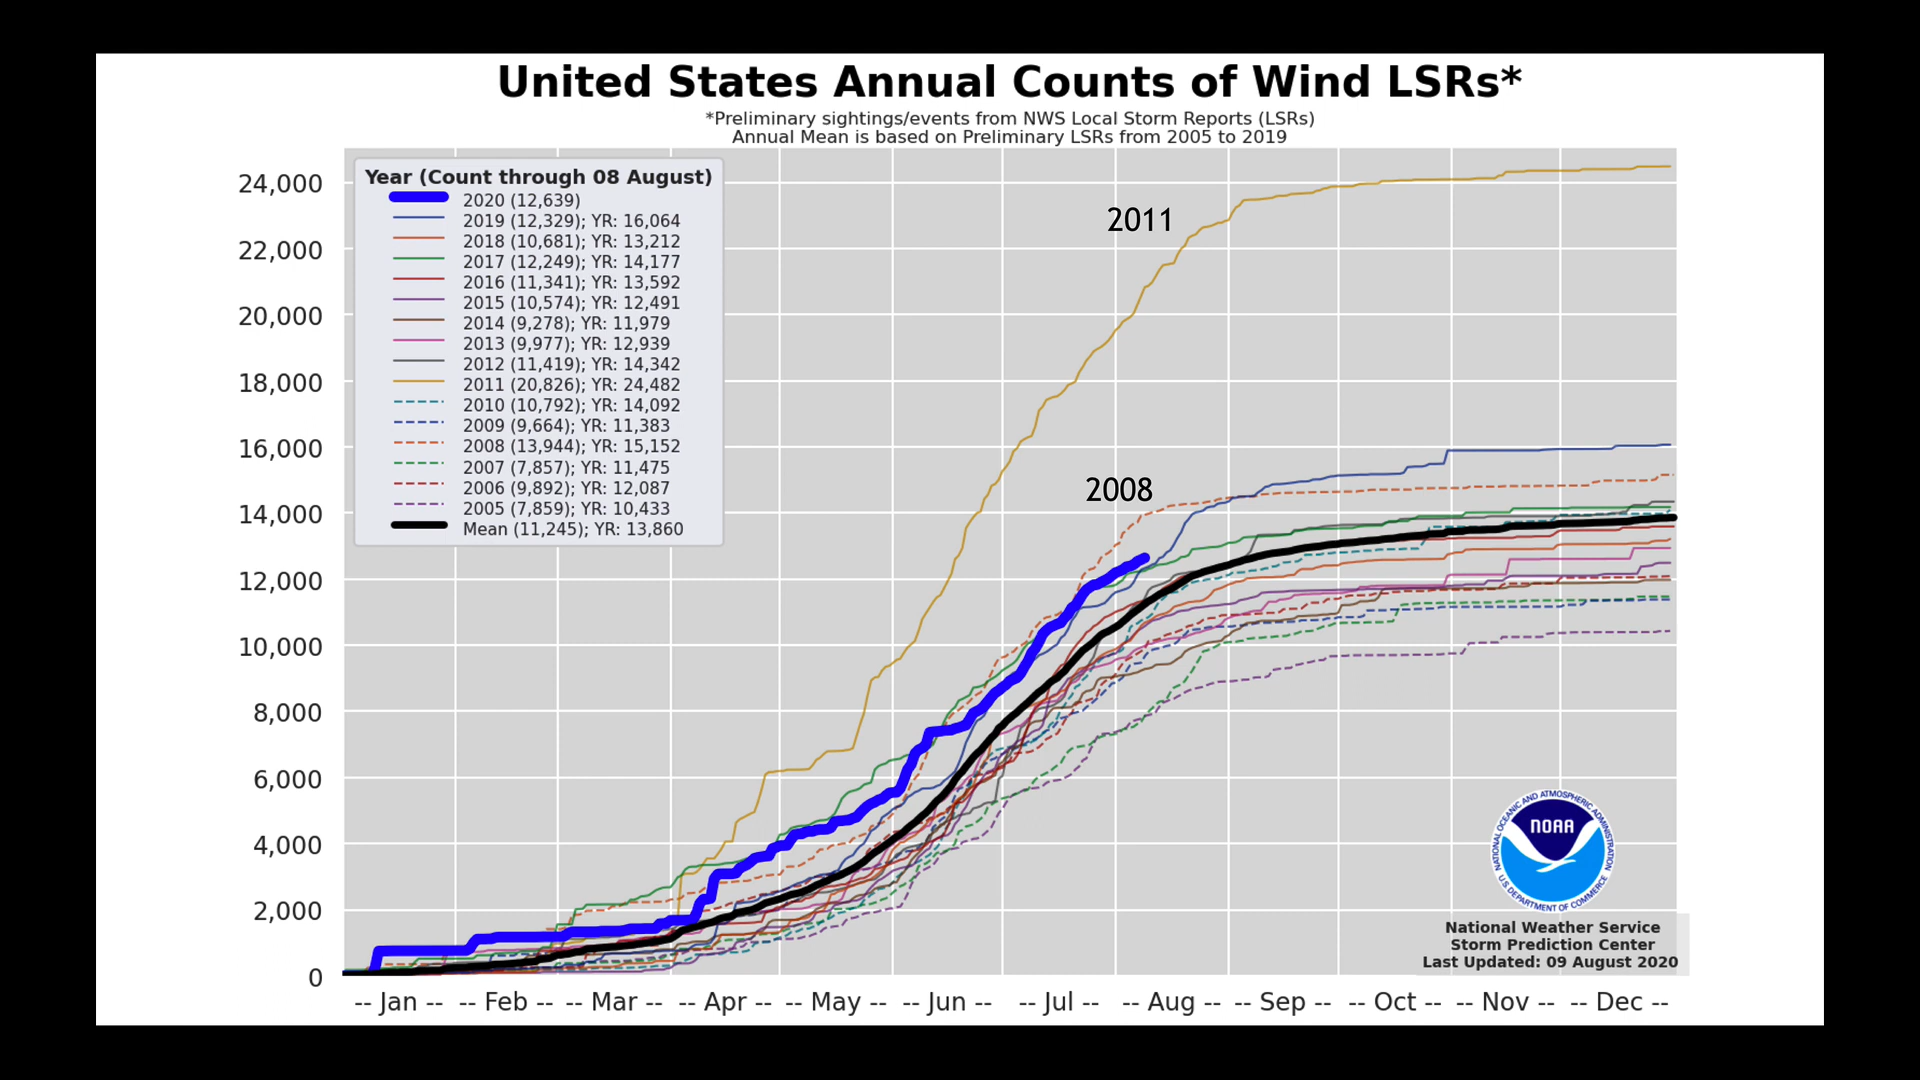 United States Annual Counts of Wind LSRs*
*Preliminary sightings/events from NWS Local Storm Reports (LSRs)
Annual Mean is based on Preliminary LSRs from 2005 to 2019
Year (Count through 08 August)
2020 (12,639)
2019 (12,329); YR: 16,064
2018 (10,681); YR: 13,212
2017 (12,249); YR: 14,177
2016 (11,341); YR: 13,592
2015 (10,574); YR: 12,491
2014 (9,278); YR: 11,979
2013 (9,977); YR: 12,939
2012 (11,419); YR: 14,342
2011 (20,826); YR: 24,482
2010 (10,792); YR: 14,092
2009 (9,664); YR: 11,383
2008 (13,944); YR: 15,152
2007 (7,857); YR: 11,475
2006 (9,892); YR: 12,087
2005 (7,859); YR: 10,433
Mean (11,245); YR: 13,860
24,000
22,000
20,000
18,000
16,000
14,000
12,000
10,000
8,000
6,000
4,000
2,000
0
2011
2008
NATIONAL OCEANIC AND ATMOSPHERIC ADMINISTRATION
NOAA
U.S. DEPARTMENT OF COMMERCE
National Weather Service
Storm Prediction Center
Last Updated: 09 August 2020
-- Jan -- -- Feb -- -- Mar -- -- Apr -- -- May -- -- Jun -- -- Jul -- -- Aug -- -- Sep -- -- Oct -- -- Nov -- -- Dec --